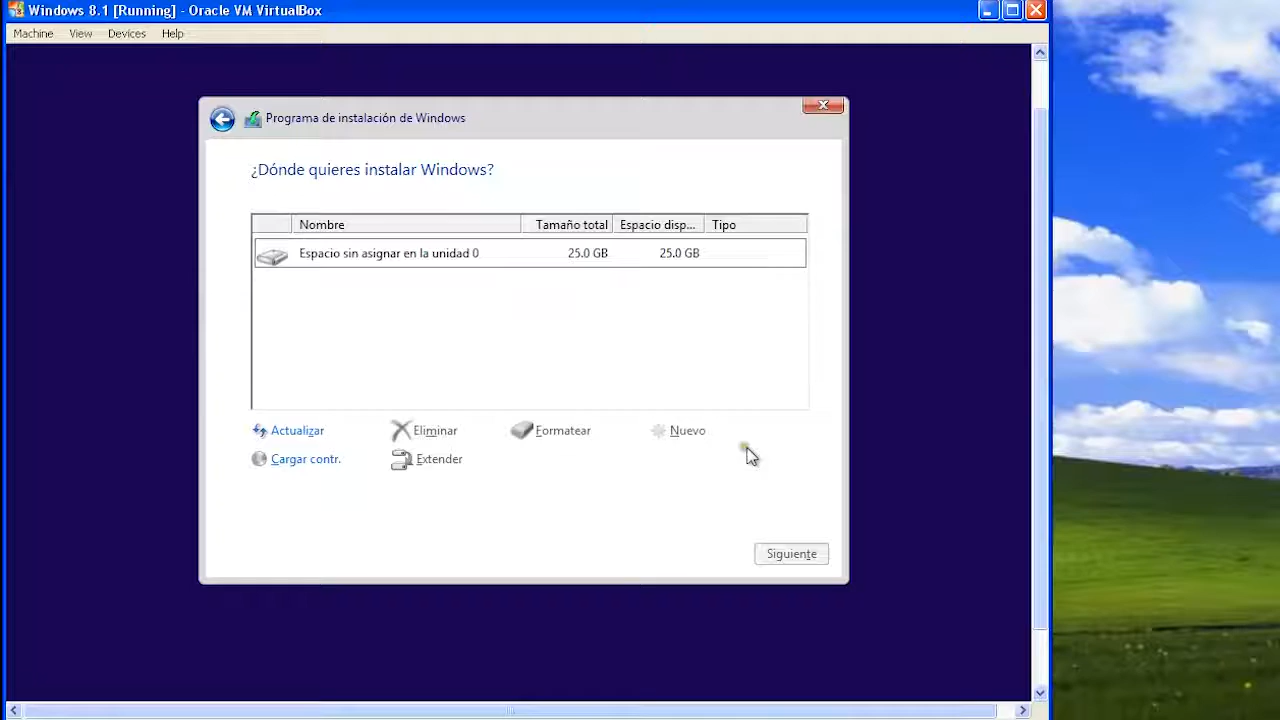 Windows 8.1 [Running] - Oracle VM VirtualBox
Machine View Devices Help
Programa de instalación de Windows
¿Dónde quieres instalar Windows?
Nombre Tamaño total Espacio disp... Tipo
Espacio sin asignar en la unidad 0 25.0 GB 25.0 GB
Actualizar Eliminar Formatear Nuevo
Cargar contr. Extender
Siguiente